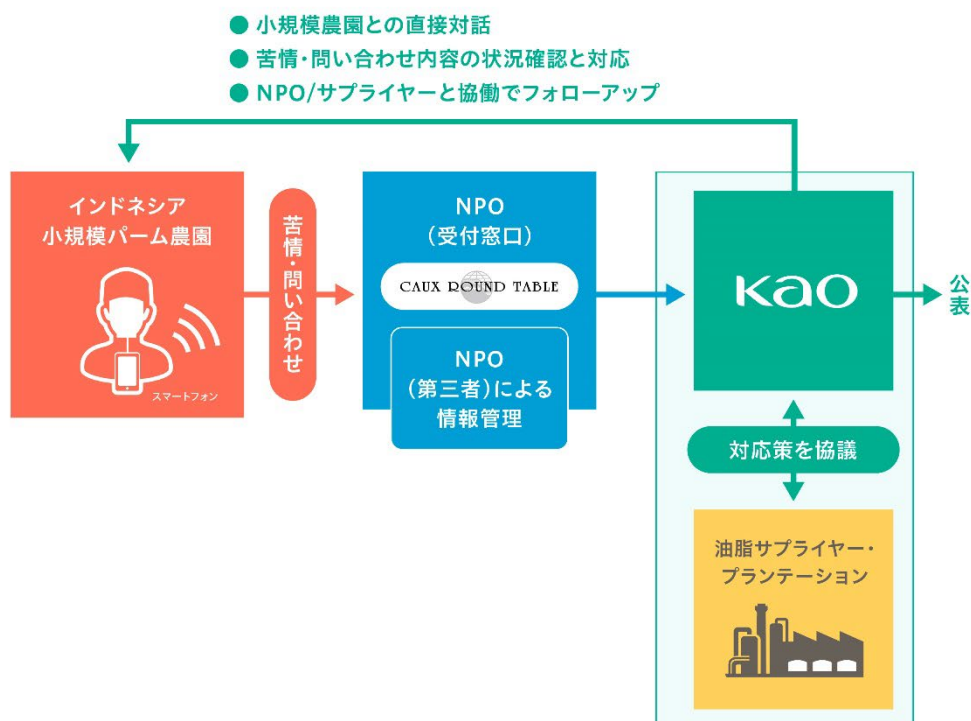 ● 小規模農園との直接対話
● 苦情・問い合わせ内容の状況確認と対応
● NPO/サプライヤーと協働でフォローアップ
インドネシア
小規模パーム農園
スマートフォン
苦情・問い合わせ
NPO
（受付窓口）
CAUX ROUND TABLE
NPO
（第三者）による
情報管理
Kao
公表
対応策を協議
油脂サプライヤー・
プランテーション